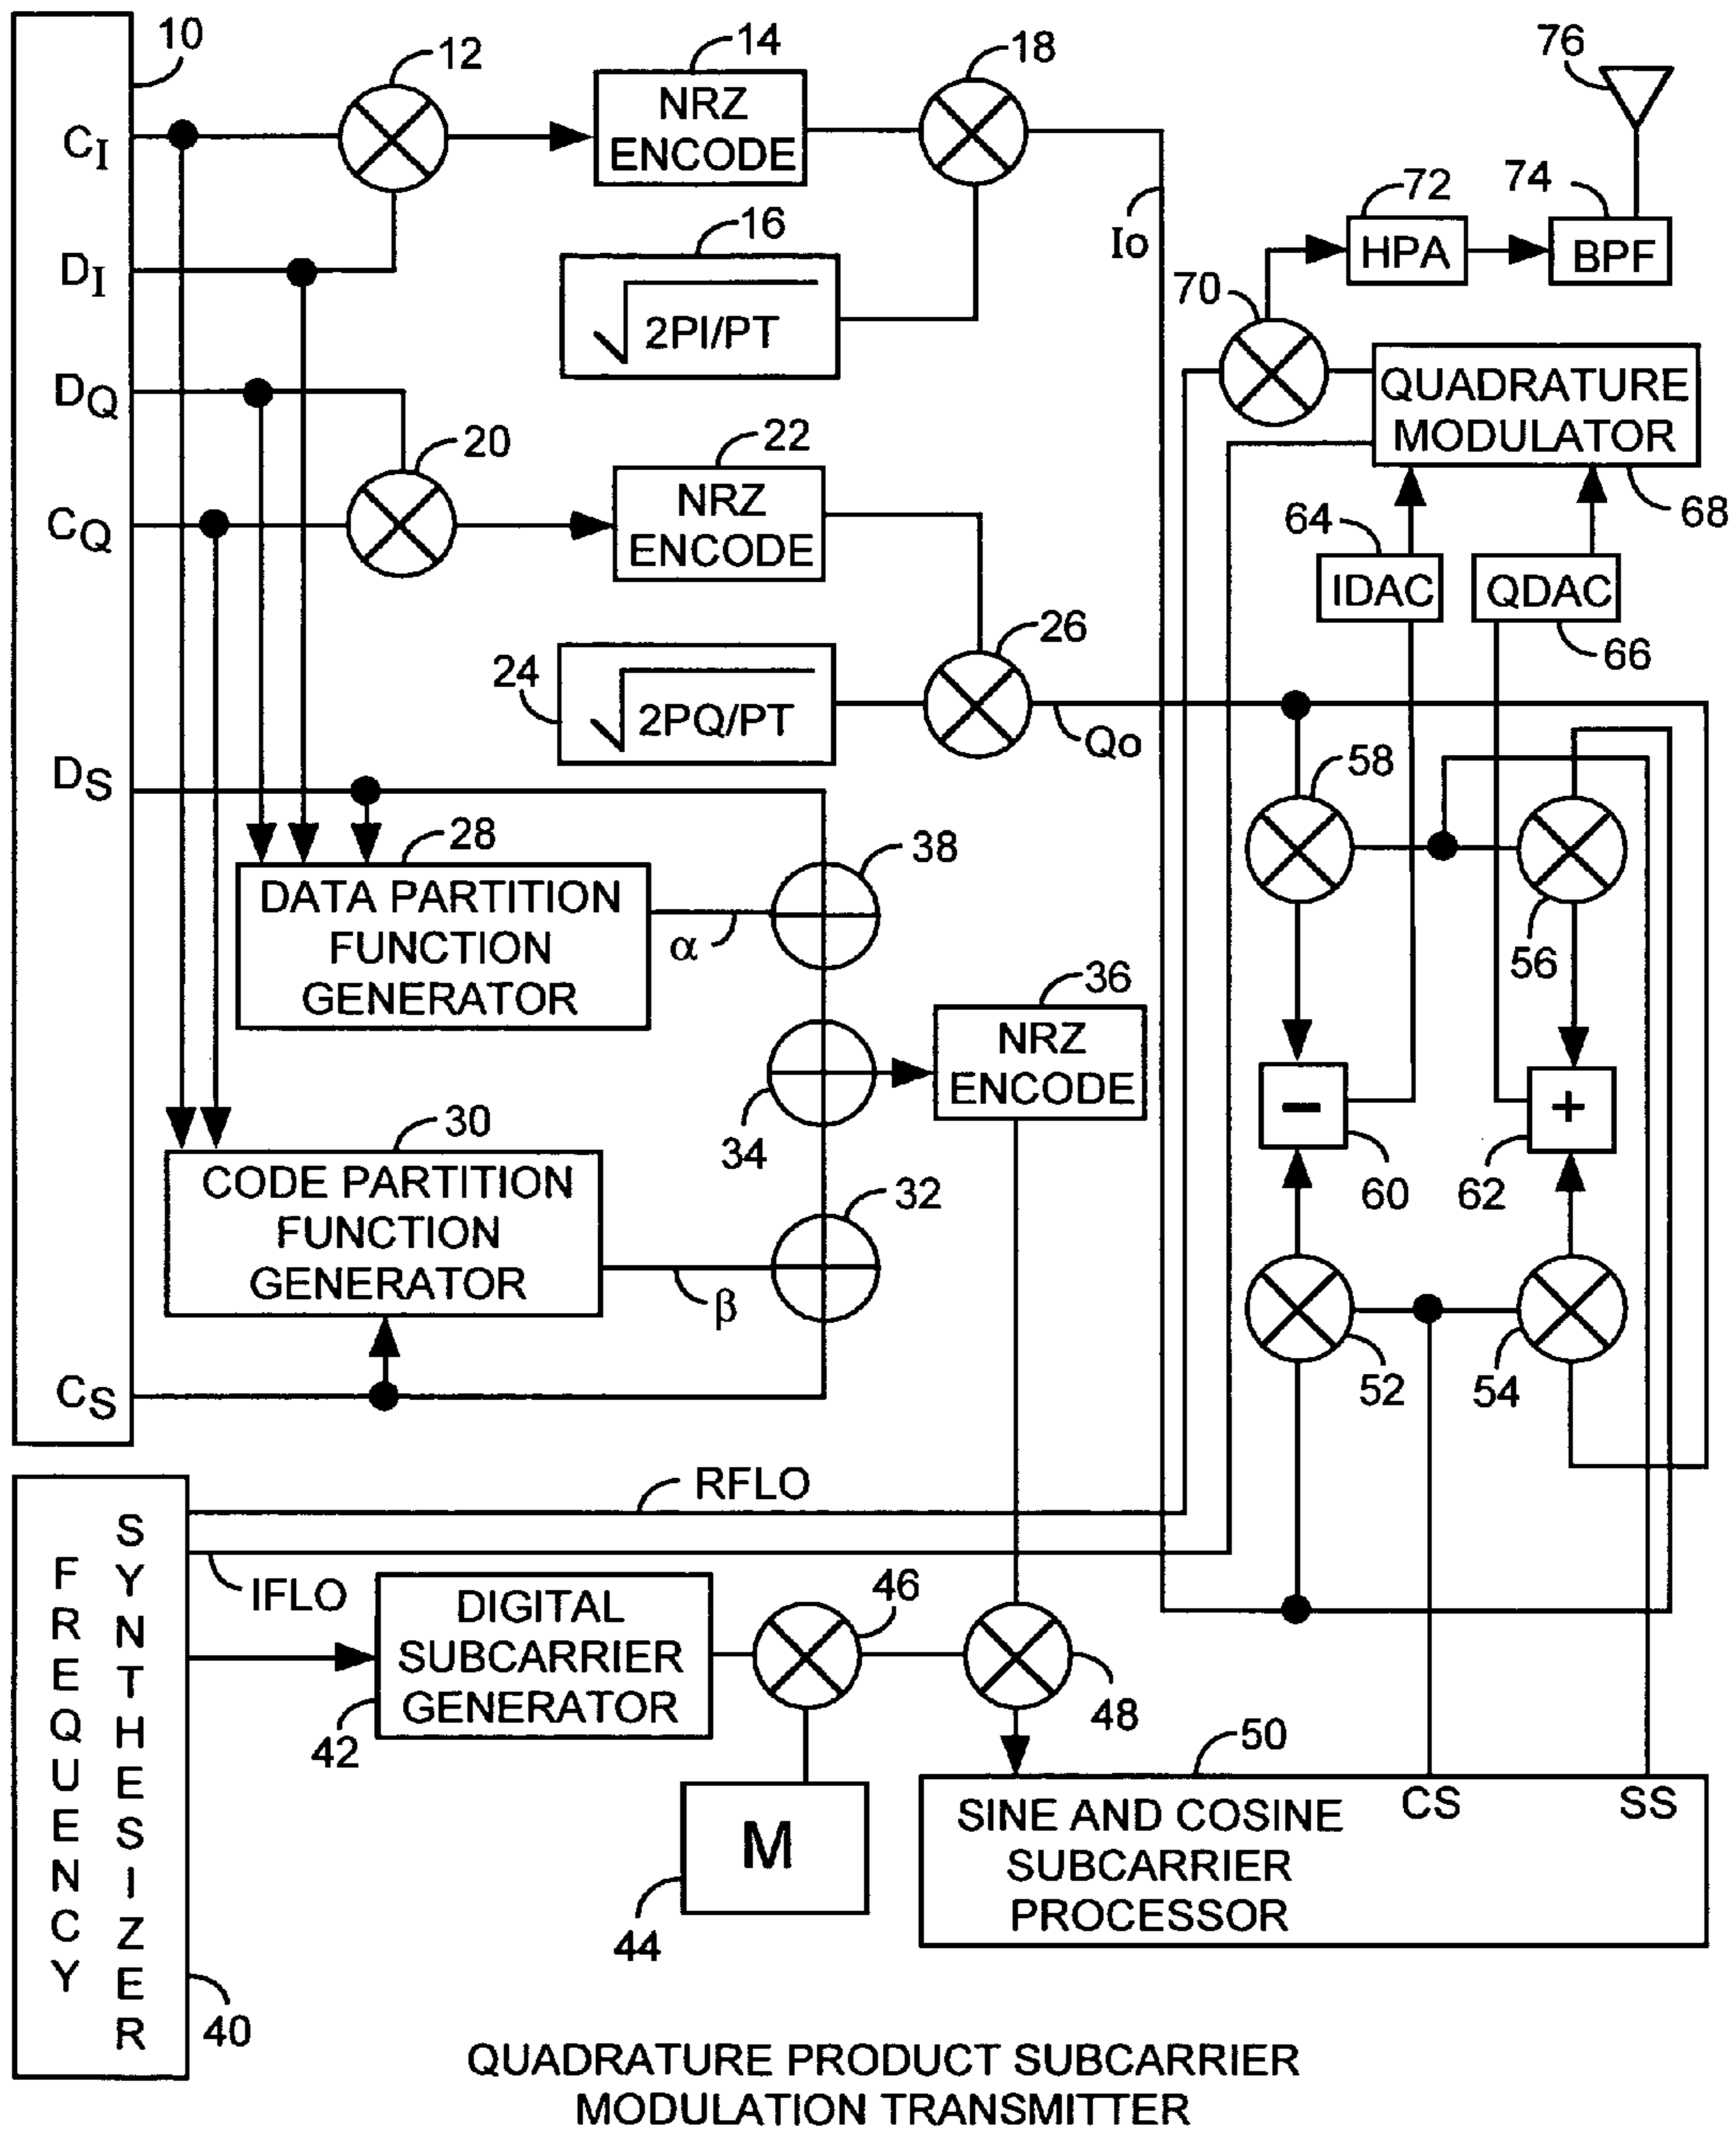 10
12
14
18
76
CI
NRZ
ENCODE
DI
16
√2PI/PT
Io
72
74
HPA
BPF
70
DQ
20
22
QUADRATURE
MODULATOR
CQ
NRZ
ENCODE
64
68
IDAC
QDAC
26
66
24
√2PQ/PT
Qo
DS
58
28
38
DATA PARTITION
FUNCTION
GENERATOR
α
56
36
NRZ
ENCODE
34
–
+
30
60
62
32
CODE PARTITION
FUNCTION
GENERATOR
β
52
54
CS
RFLO
IFLO
FREQUENCY
SYNTHESIZER
40
DIGITAL
SUBCARRIER
GENERATOR
42
46
48
M
44
50
CS
SS
SINE AND COSINE
SUBCARRIER
PROCESSOR
QUADRATURE PRODUCT SUBCARRIER
MODULATION TRANSMITTER